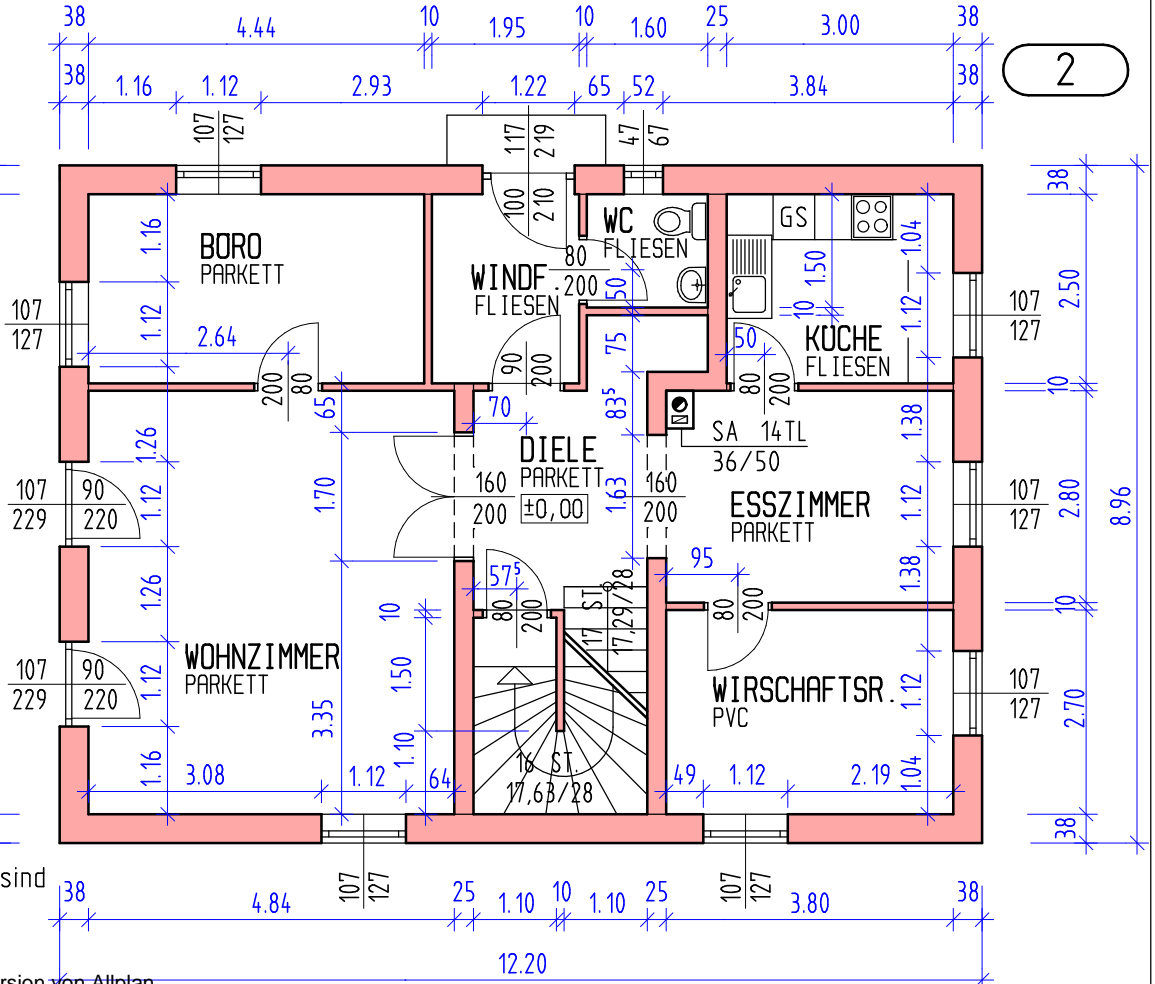 38 4.44 10 1.95 10 1.60 25 3.00 38
38 1.16 1.12 2.93 1.22 65 52 3.84 38
2
107 127
117 219
47 67
100 210
38
1.16
BÜRO
PARKETT
WC
FLIESEN
GS
1.04
WINDF.
FLIESEN
80
200
50
1.50
2.50
107
127
1.12
10
1.12
107
127
2.64
90 200
75
50
KÜCHE
FLIESEN
200 80
80 200
10
65
70
83⁵
1.38
SA 14TL
36/50
1.26
DIELE
PARKETT
±0,00
107
229
90
220
1.12
1.70
160
200
1.63
160
200
ESSZIMMER
PARKETT
1.12
107
127
2.80
8.96
57⁵
95
1.38
1.26
10
80 200
17 ST.
17,29/28
80 200
10
WOHNZIMMER
PARKETT
107
229
90
220
1.12
1.50
WIRSCHAFTSR.
PVC
1.12
107
127
2.70
3.35
1.10
16 ST.
17,63/28
1.16
3.08 1.12 64
49 1.12 2.19
1.04
38
sind
107 127
107 127
38 4.84 25 1.10 10 1.10 25 3.80 38
12.20
rsion von Allplan